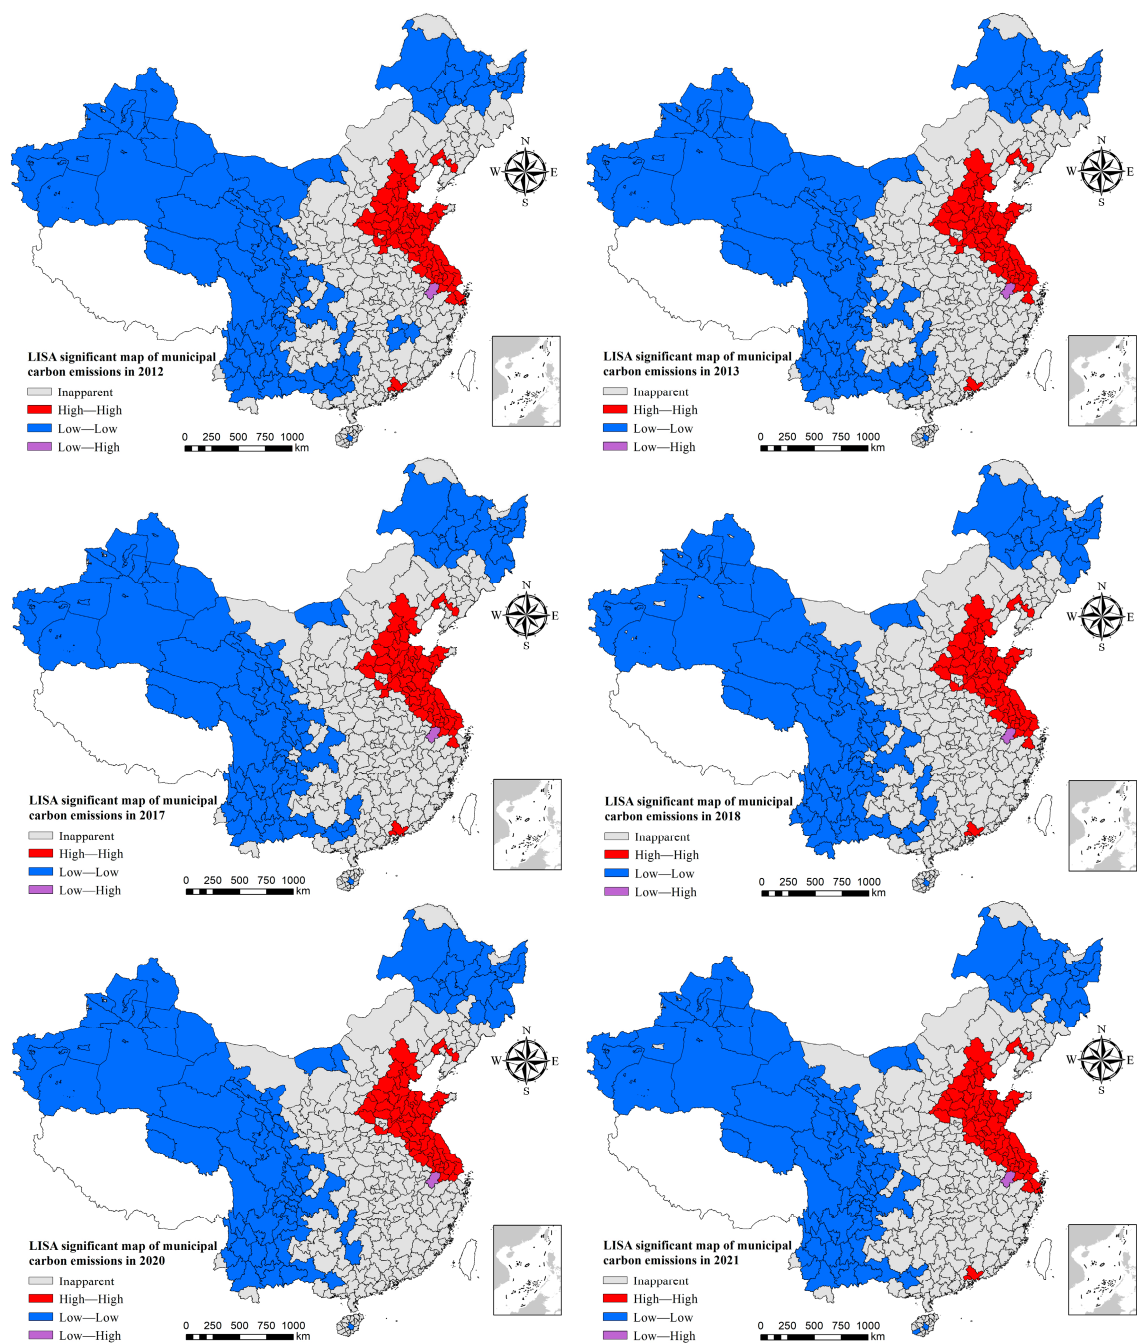 N
W E
S
LISA significant map of municipal
carbon emissions in 2012
Inapparent
High—High
Low—Low
Low—High
0 250 500 750 1000
km
N
W E
S
LISA significant map of municipal
carbon emissions in 2013
Inapparent
High—High
Low—Low
Low—High
0 250 500 750 1000
km
N
W E
S
LISA significant map of municipal
carbon emissions in 2017
Inapparent
High—High
Low—Low
Low—High
0 250 500 750 1000
km
N
W E
S
LISA significant map of municipal
carbon emissions in 2018
Inapparent
High—High
Low—Low
Low—High
0 250 500 750 1000
km
N
W E
S
LISA significant map of municipal
carbon emissions in 2020
Inapparent
High—High
Low—Low
Low—High
0 250 500 750 1000
km
N
W E
S
LISA significant map of municipal
carbon emissions in 2021
Inapparent
High—High
Low—Low
Low—High
0 250 500 750 1000
km